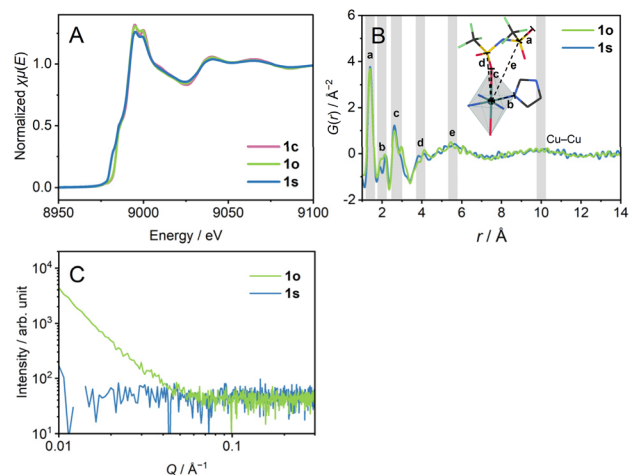 A
Normalized χμ(E)
1.0
0.5
0.0
1c
1o
1s
8950 9000 9050 9100
Energy / eV
B
G(r) / Å⁻²
6
4
2
0
-2
a
b
c
d
e
a
d
c
e
b
Cu–Cu
1o
1s
2 4 6 8 10 12 14
r / Å
C
Intensity / arb. unit
10⁴
10³
10²
10¹
1o
1s
0.01 0.1
Q / Å⁻¹